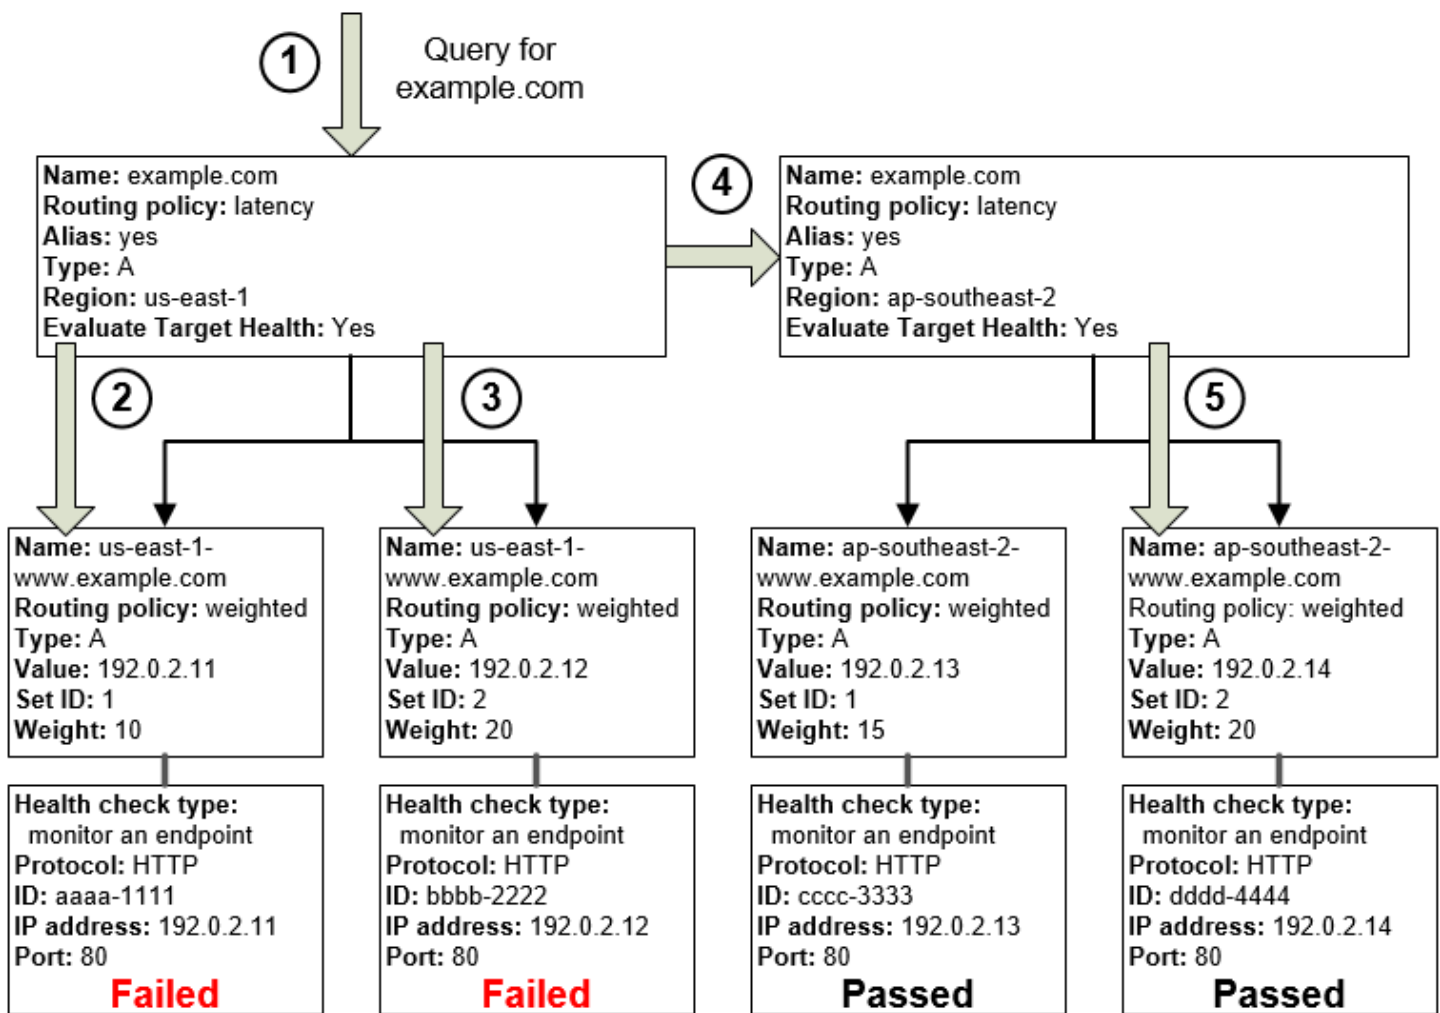 1
Query for
example.com
Name: example.com
Routing policy: latency
Alias: yes
Type: A
Region: us-east-1
Evaluate Target Health: Yes
4
Name: example.com
Routing policy: latency
Alias: yes
Type: A
Region: ap-southeast-2
Evaluate Target Health: Yes
2
3
5
Name: us-east-1-
www.example.com
Routing policy: weighted
Type: A
Value: 192.0.2.11
Set ID: 1
Weight: 10
Name: us-east-1-
www.example.com
Routing policy: weighted
Type: A
Value: 192.0.2.12
Set ID: 2
Weight: 20
Name: ap-southeast-2-
www.example.com
Routing policy: weighted
Type: A
Value: 192.0.2.13
Set ID: 1
Weight: 15
Name: ap-southeast-2-
www.example.com
Routing policy: weighted
Type: A
Value: 192.0.2.14
Set ID: 2
Weight: 20
Health check type:
monitor an endpoint
Protocol: HTTP
ID: aaaa-1111
IP address: 192.0.2.11
Port: 80
Failed
Health check type:
monitor an endpoint
Protocol: HTTP
ID: bbbb-2222
IP address: 192.0.2.12
Port: 80
Failed
Health check type:
monitor an endpoint
Protocol: HTTP
ID: cccc-3333
IP address: 192.0.2.13
Port: 80
Passed
Health check type:
monitor an endpoint
Protocol: HTTP
ID: dddd-4444
IP address: 192.0.2.14
Port: 80
Passed